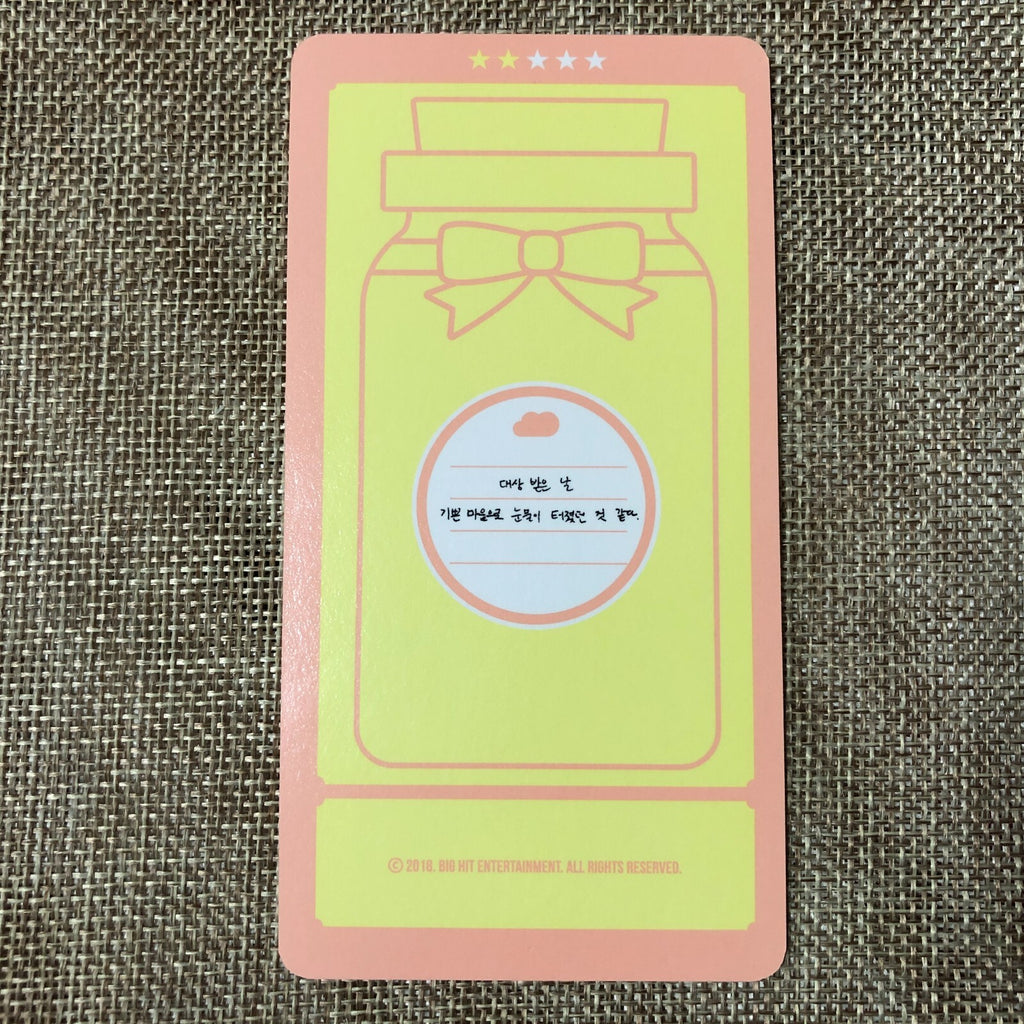 대상 받은 날
기쁜 마음으로 눈물이 터졌던 것 같다.
© 2018. BIG HIT ENTERTAINMENT. ALL RIGHTS RESERVED.